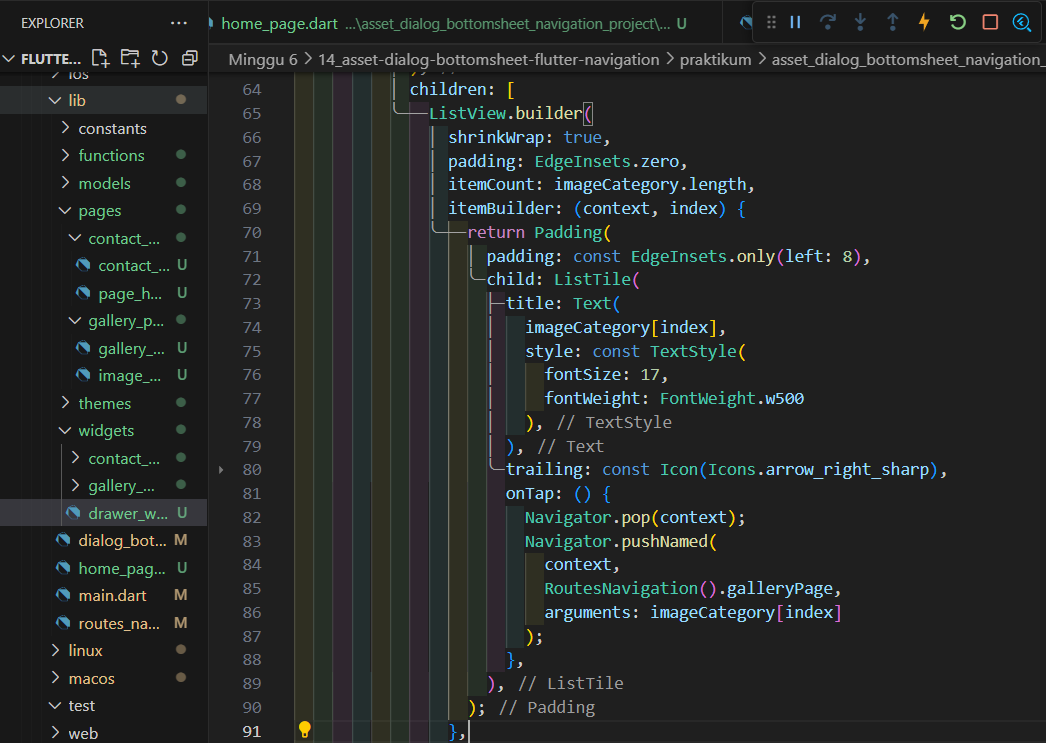 EXPLORER
FLUTTE...
ios
lib
constants
functions
models
pages
contact_...
contact_... U
page_h... U
gallery_p...
gallery_... U
image_... U
themes
widgets
contact_...
gallery_...
drawer_w... U
dialog_bot... M
home_pag... U
main.dart M
routes_na... M
linux
macos
test
web
home_page.dart ...\asset_dialog_bottomsheet_navigation_project\... U
Minggu 6 > 14_asset-dialog-bottomsheet-flutter-navigation > praktikum > asset_dialog_bottomsheet_navigation_
64 children: [
65 ListView.builder(
66 shrinkWrap: true,
67 padding: EdgeInsets.zero,
68 itemCount: imageCategory.length,
69 itemBuilder: (context, index) {
70 return Padding(
71 padding: const EdgeInsets.only(left: 8),
72 child: ListTile(
73 title: Text(
74 imageCategory[index],
75 style: const TextStyle(
76 fontSize: 17,
77 fontWeight: FontWeight.w500
78 ), // TextStyle
79 ), // Text
80 trailing: const Icon(Icons.arrow_right_sharp),
81 onTap: () {
82 Navigator.pop(context);
83 Navigator.pushNamed(
84 context,
85 RoutesNavigation().galleryPage,
86 arguments: imageCategory[index]
87 );
88 },
89 ), // ListTile
90 ); // Padding
91 },